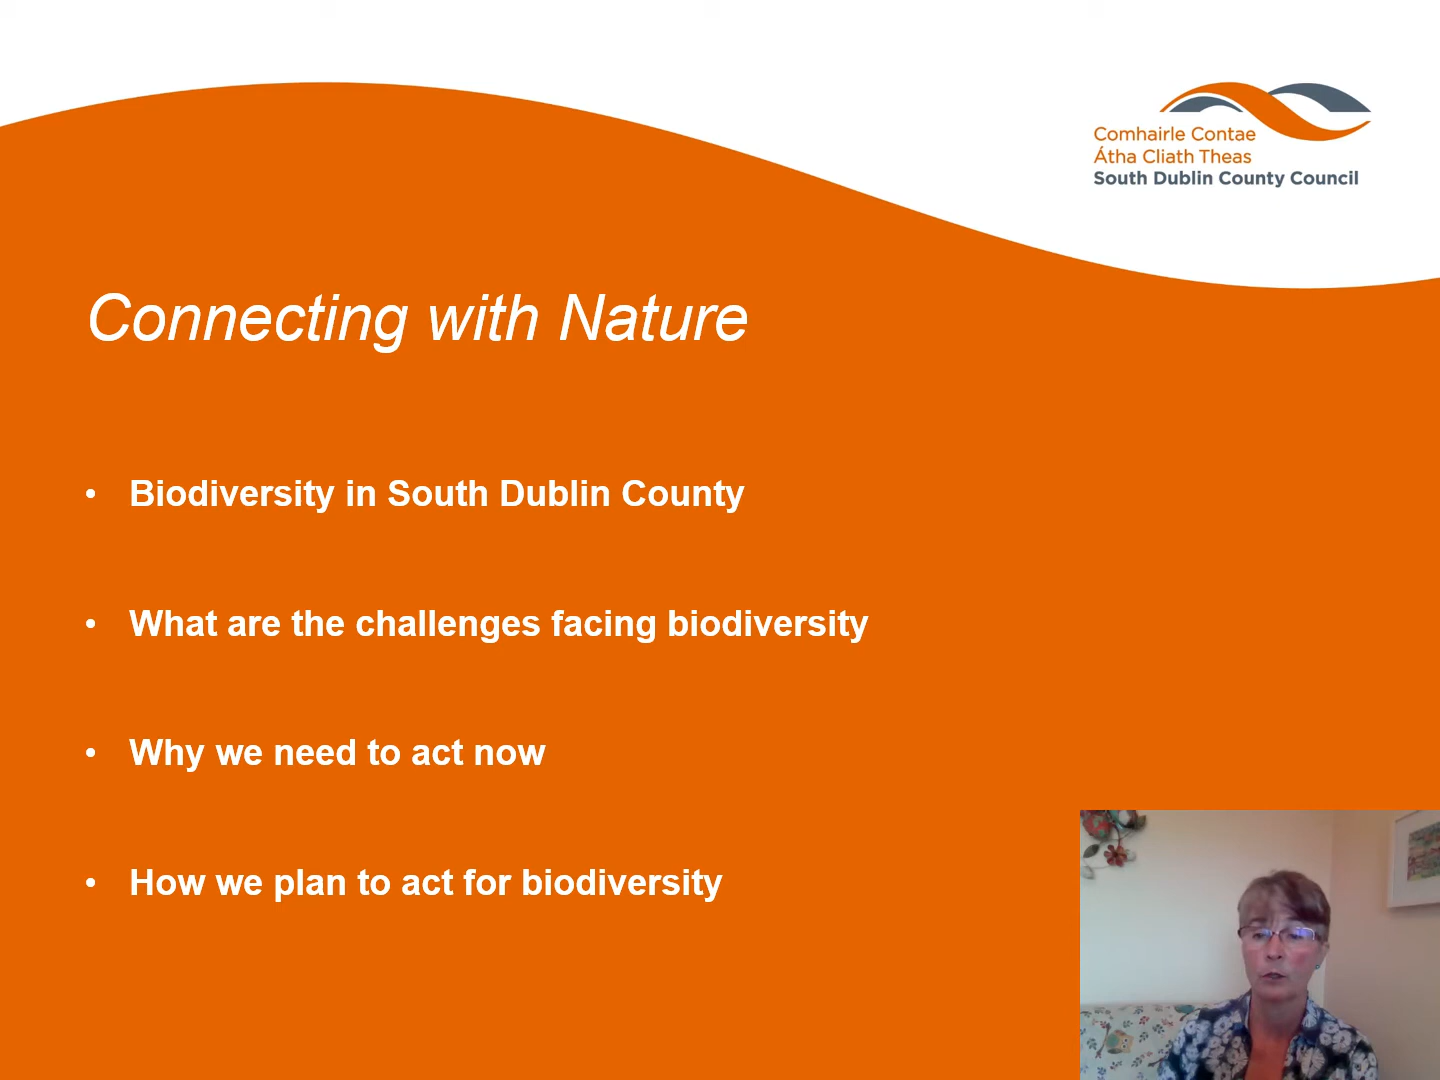 Comhairle Contae
Átha Cliath Theas
South Dublin County Council
Connecting with Nature
• Biodiversity in South Dublin County
• What are the challenges facing biodiversity
• Why we need to act now
• How we plan to act for biodiversity